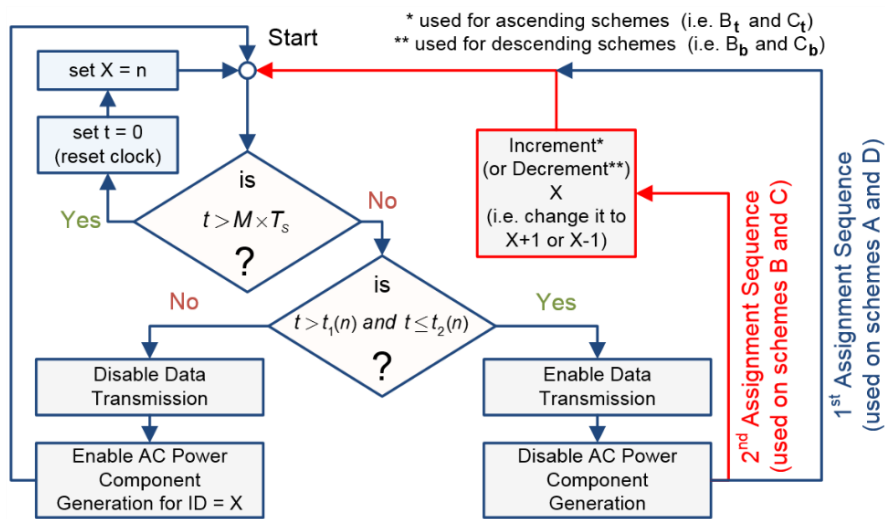 * used for ascending schemes (i.e. Bt and Ct)
** used for descending schemes (i.e. Bb and Cb)
Start
set X = n
set t = 0
(reset clock)
is
t > M × TS
?
Yes
No
Increment*
(or Decrement**)
X
(i.e. change it to
X+1 or X-1)
is
t > t1(n) and t ≤ t2(n)
?
No
Yes
Disable Data
Transmission
Enable Data
Transmission
Enable AC Power
Component
Generation for ID = X
Disable AC Power
Component
Generation
2nd Assignment Sequence
(used on schemes B and C)
1st Assignment Sequence
(used on schemes A and D)